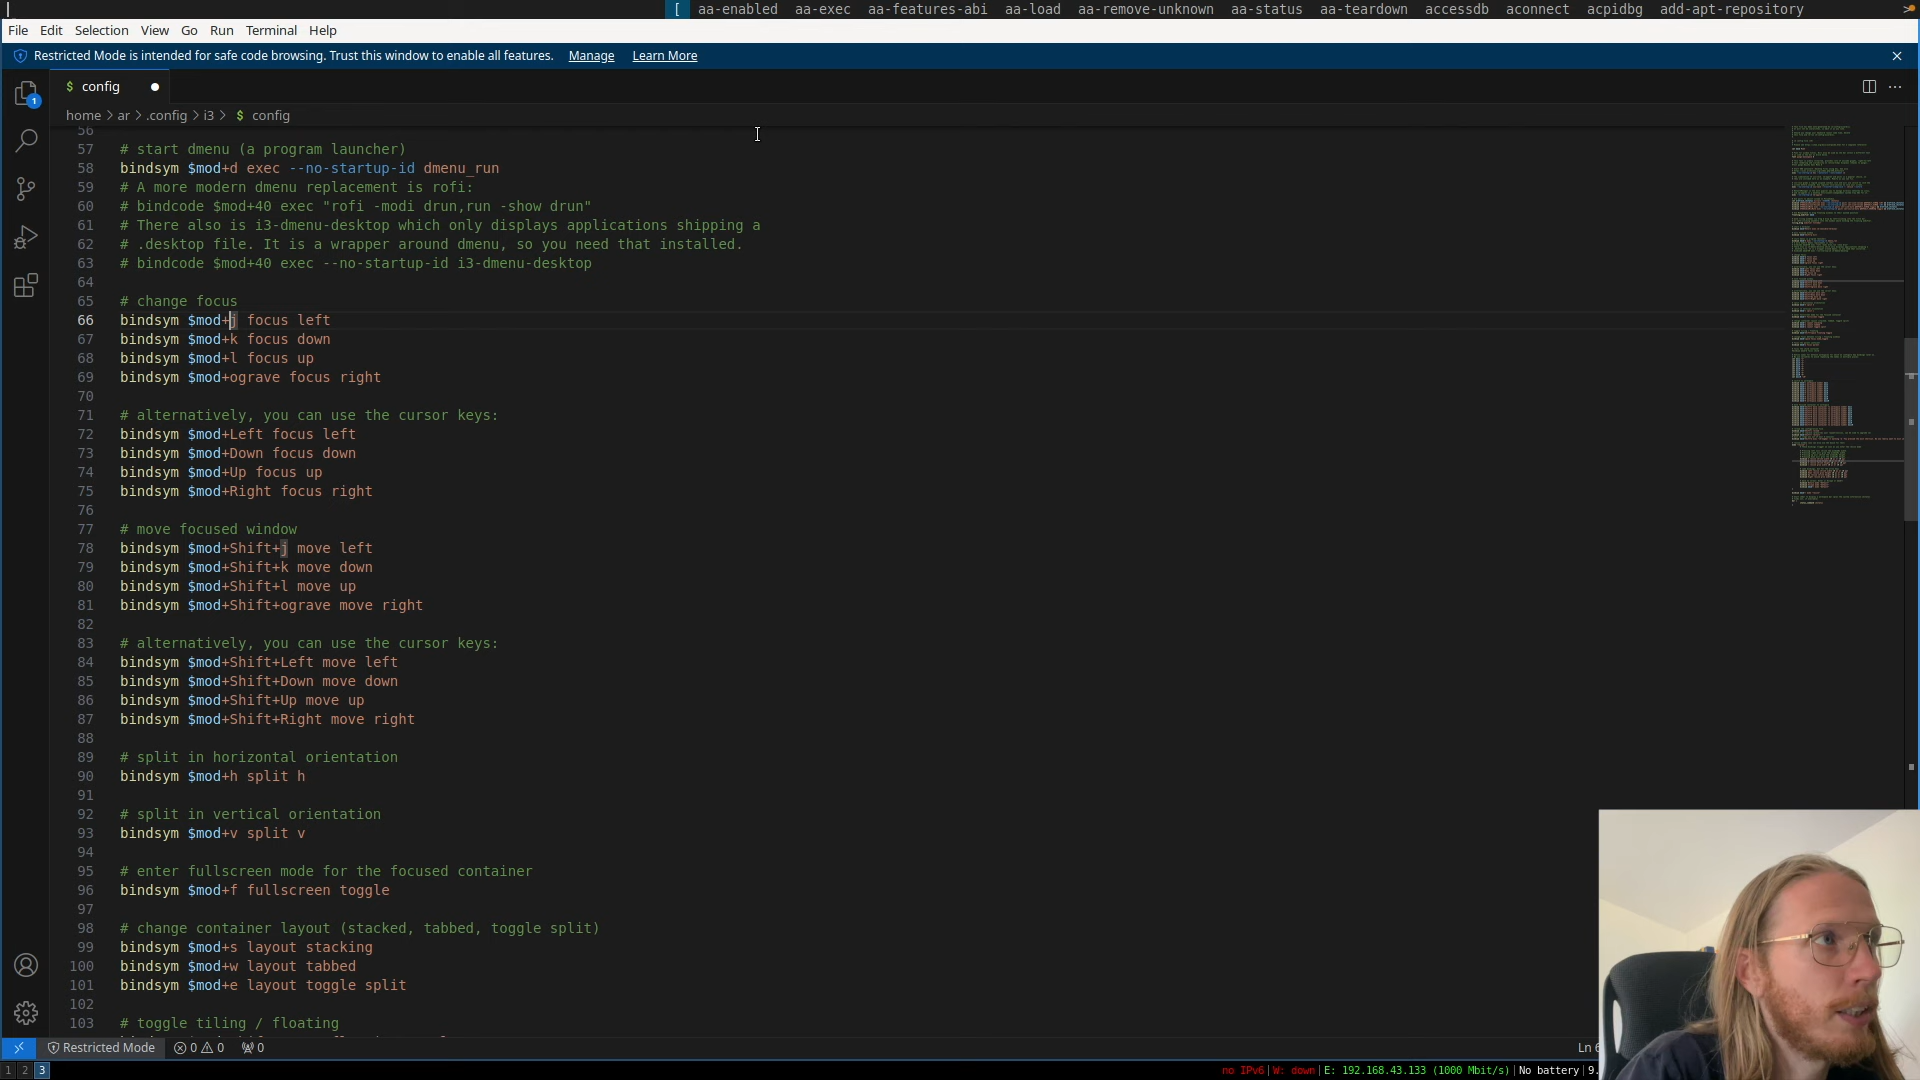 [ aa-enabled aa-exec aa-features-abi aa-load aa-remove-unknown aa-status aa-teardown accessdb aconnect acpidbg add-apt-repository >
File Edit Selection View Go Run Terminal Help
Restricted Mode is intended for safe code browsing. Trust this window to enable all features. Manage Learn More
$ config
1
home > ar > .config > i3 > $ config
56
57 # start dmenu (a program launcher)
58 bindsym $mod+d exec --no-startup-id dmenu_run
59 # A more modern dmenu replacement is rofi:
60 # bindcode $mod+40 exec "rofi -modi drun,run -show drun"
61 # There also is i3-dmenu-desktop which only displays applications shipping a
62 # .desktop file. It is a wrapper around dmenu, so you need that installed.
63 # bindcode $mod+40 exec --no-startup-id i3-dmenu-desktop
64
65 # change focus
66 bindsym $mod+j focus left
67 bindsym $mod+k focus down
68 bindsym $mod+l focus up
69 bindsym $mod+ograve focus right
70
71 # alternatively, you can use the cursor keys:
72 bindsym $mod+Left focus left
73 bindsym $mod+Down focus down
74 bindsym $mod+Up focus up
75 bindsym $mod+Right focus right
76
77 # move focused window
78 bindsym $mod+Shift+j move left
79 bindsym $mod+Shift+k move down
80 bindsym $mod+Shift+l move up
81 bindsym $mod+Shift+ograve move right
82
83 # alternatively, you can use the cursor keys:
84 bindsym $mod+Shift+Left move left
85 bindsym $mod+Shift+Down move down
86 bindsym $mod+Shift+Up move up
87 bindsym $mod+Shift+Right move right
88
89 # split in horizontal orientation
90 bindsym $mod+h split h
91
92 # split in vertical orientation
93 bindsym $mod+v split v
94
95 # enter fullscreen mode for the focused container
96 bindsym $mod+f fullscreen toggle
97
98 # change container layout (stacked, tabbed, toggle split)
99 bindsym $mod+s layout stacking
100 bindsym $mod+w layout tabbed
101 bindsym $mod+e layout toggle split
102
103 # toggle tiling / floating
Restricted Mode 0 0 0 Ln
1 2 3 no IPv6|W: down|E: 192.168.43.133 (1000 Mbit/s)|No battery|9.